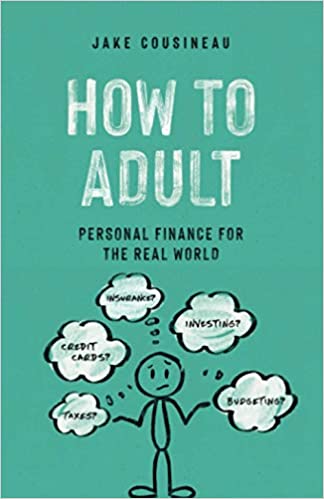 JAKE COUSINEAU
HOW TO
ADULT
PERSONAL FINANCE FOR
THE REAL WORLD
INSURANCE?
INVESTING?
CREDIT
CARDS?
TAXES?
BUDGETING?